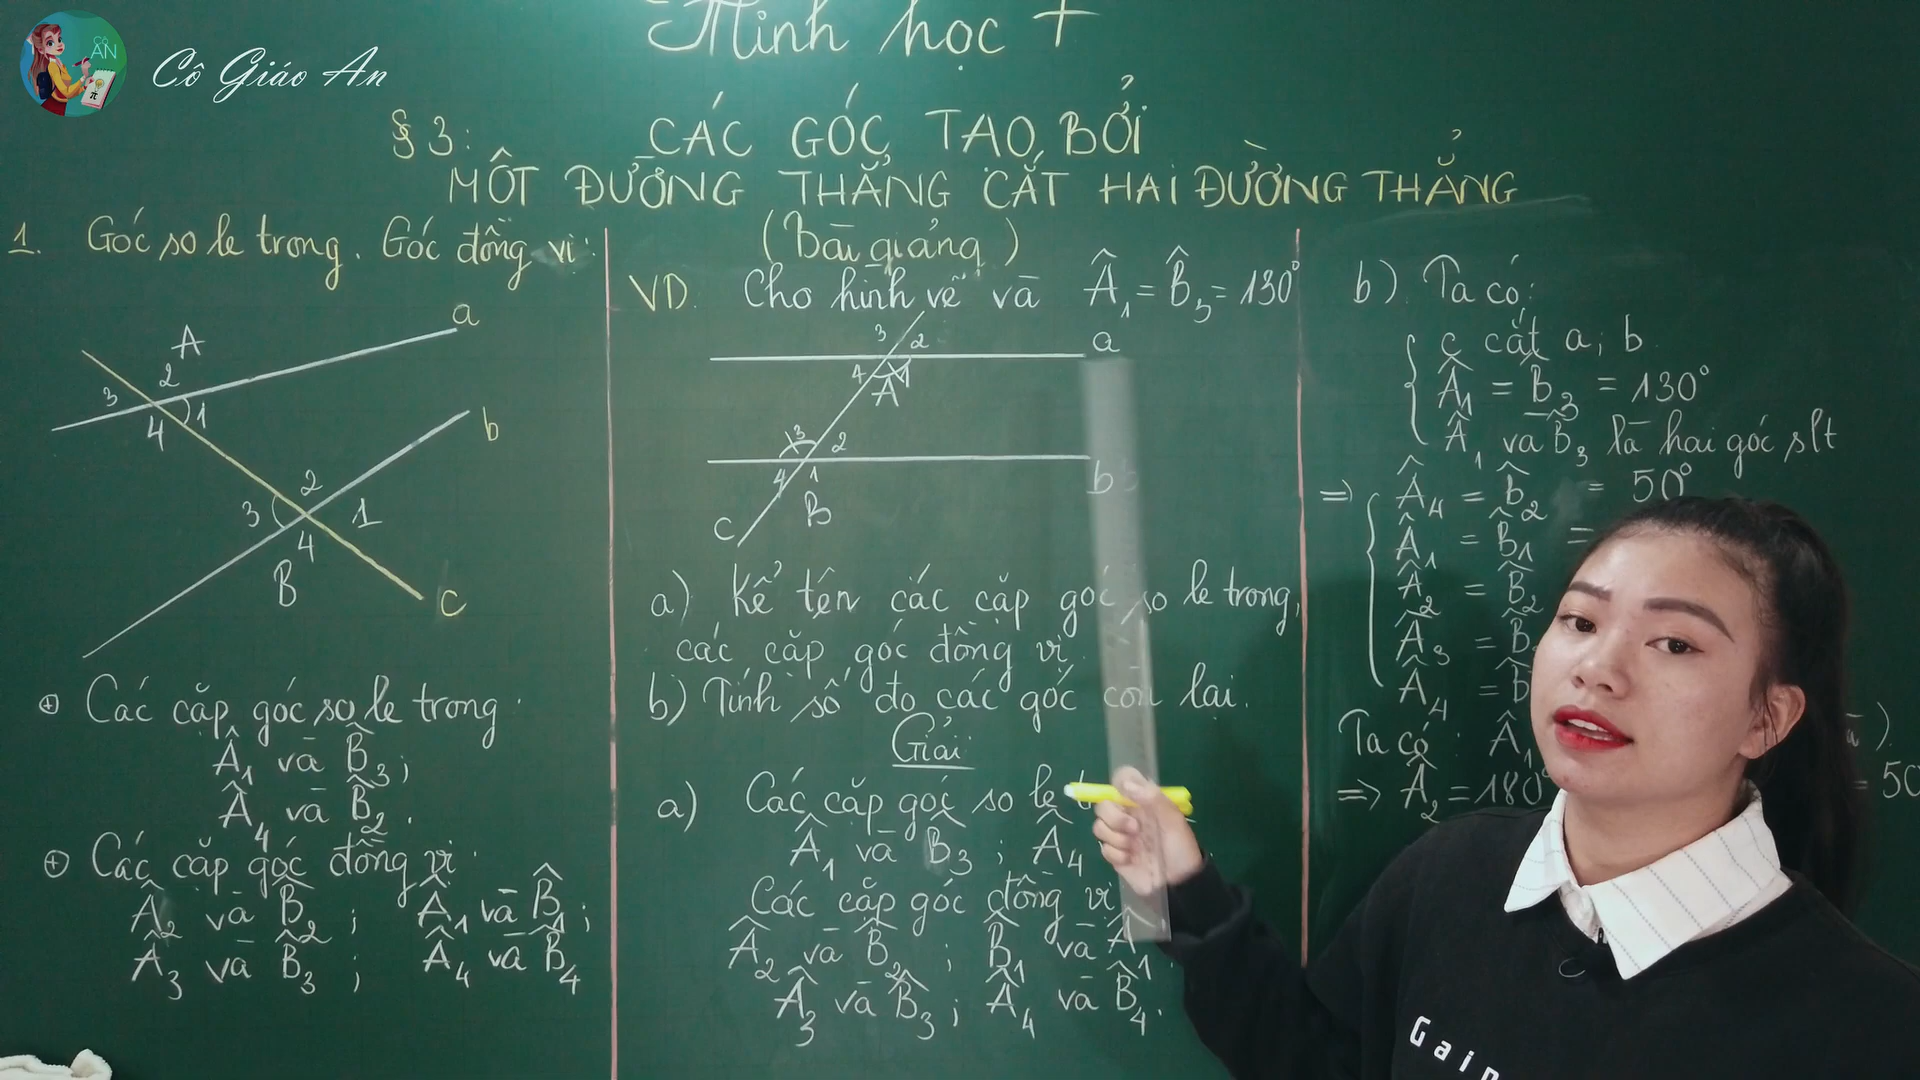 CÔ
AN
Cô Giáo An
Mình học +
§ 3: CÁC GÓC TẠO BỞI
MỘT ĐƯỜNG THẲNG CẮT HAI ĐƯỜNG THẲNG
(Bài giảng)
1. Góc so le trong. Góc đồng vị:
A
a
3 2
4 1
b
2
3 1
4
B
c
⊕ Các cặp góc so le trong
Â₁ và B̂₃;
Â₄ và B̂₂.
⊕ Các cặp góc đồng vị
Â₂ và B̂₂ ; Â₁ và B̂₁ ;
Â₃ và B̂₃ ; Â₄ và B̂₄
VD. Cho hình vẽ và Â₁ = B̂₃ = 130°
3 2 a
4 1
A
3 2
4 1 b
C B
a) Kể tên các cặp góc so le trong,
các cặp góc đồng vị
b) Tính số đo các góc còn lại.
Giải
a) Các cặp góc so le
Â₁ và B̂₃ ; Â₄
Các cặp góc đồng vị
Â₂ và B̂₂ ; B̂₁ và Â₁.
Â₃ và B̂₃ ; Â₄ và B̂₄.
b). Ta có:
c cắt a; b
Â₁ = B̂₃ = 130°
Â₁ và B̂₃ là hai góc slt
=> Â₄ = b̂₂ = 50°
Â₁ = B̂₁ =
Â₂ = B̂₂
Â₃ = B̂
Â₄ = B̂
Ta có: Â₁
=> Â₂ = 180° = 50
Gain